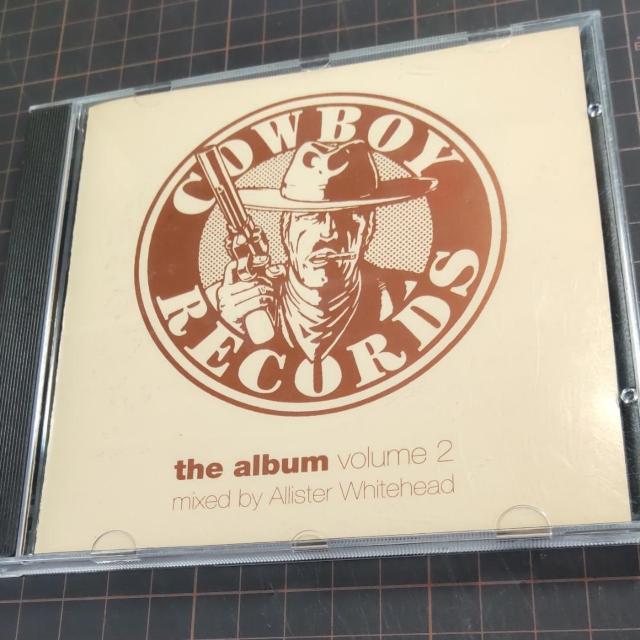 COWBOY
RECORDS
the album volume 2
mixed by Allister Whitehead